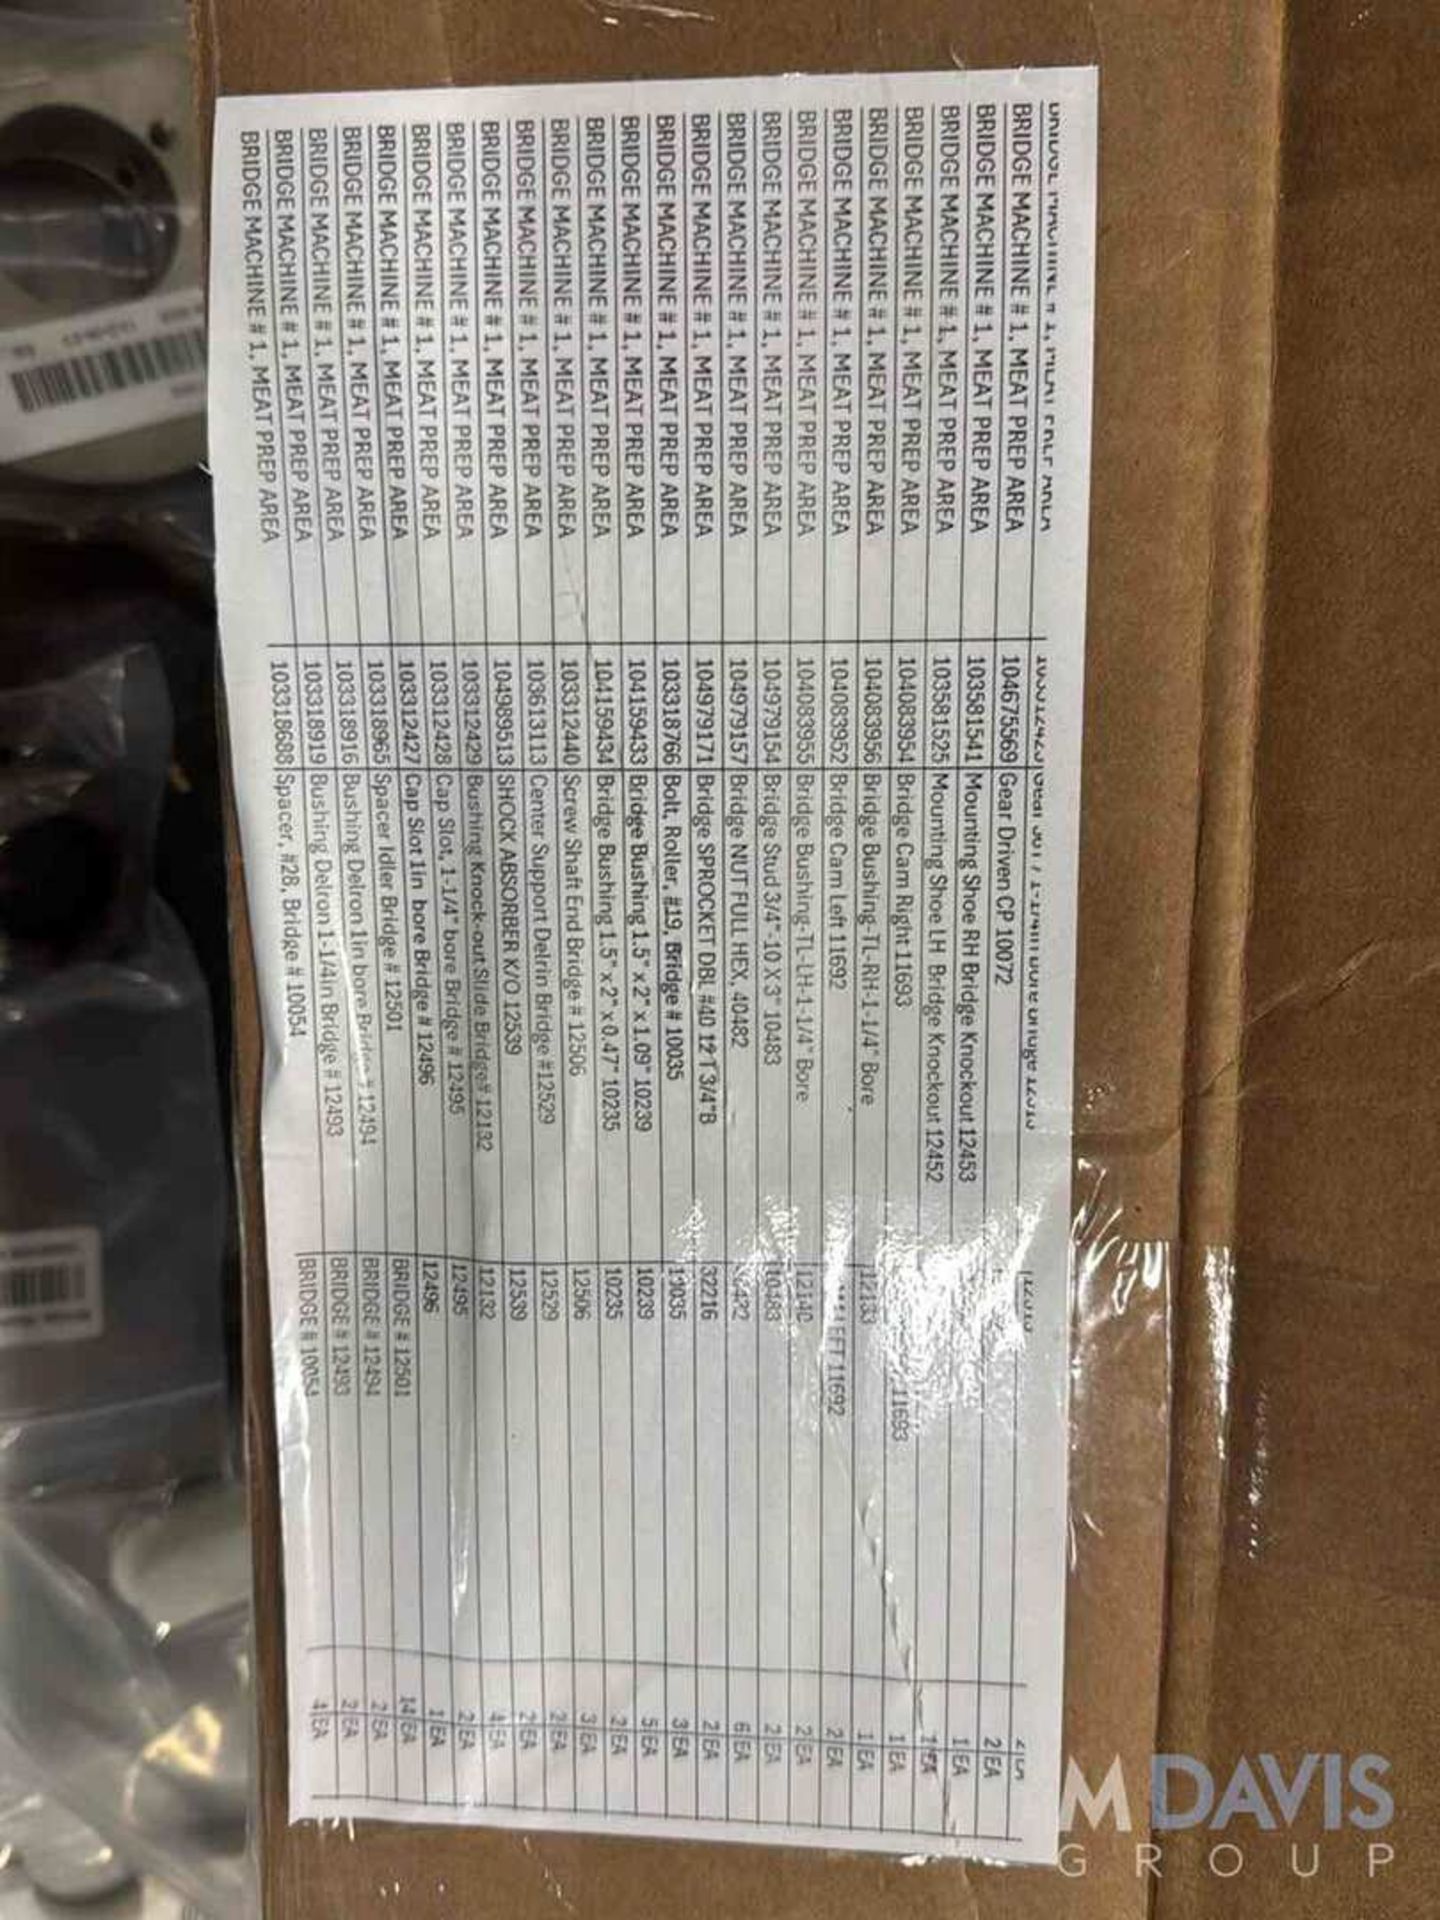 BRIDGE MACHINE # 1, MEAT PREP AREA bore Bridge 2 EA
BRIDGE MACHINE # 1, MEAT PREP AREA 104675569 Gear Driven CP 10072 2 EA
BRIDGE MACHINE # 1, MEAT PREP AREA 103581541 Mounting Shoe RH Bridge Knockout 12453 1 EA
BRIDGE MACHINE # 1, MEAT PREP AREA 103581525 Mounting Shoe LH Bridge Knockout 12452 1 EA
BRIDGE MACHINE # 1, MEAT PREP AREA 104083954 Bridge Cam Right 11693 11693 1 EA
BRIDGE MACHINE # 1, MEAT PREP AREA 104083956 Bridge Bushing-TL-RH-1-1/4" Bore 12133 1 EA
BRIDGE MACHINE # 1, MEAT PREP AREA 104083952 Bridge Cam Left 11692 LEFT 11692 2 EA
BRIDGE MACHINE # 1, MEAT PREP AREA 104083955 Bridge Bushing-TL-LH-1-1/4" Bore 12140 2 EA
BRIDGE MACHINE # 1, MEAT PREP AREA 104979154 Bridge Stud 3/4"-10 X 3" 10483 10483 2 EA
BRIDGE MACHINE # 1, MEAT PREP AREA 104979157 Bridge NUT FULL HEX, 40482 6 EA
BRIDGE MACHINE # 1, MEAT PREP AREA 104979171 Bridge SPROCKET DBL #40 12 T 3/4"B 32216 2 EA
BRIDGE MACHINE # 1, MEAT PREP AREA 103318766 Bolt, Roller, #19, Bridge # 10035 10035 3 EA
BRIDGE MACHINE # 1, MEAT PREP AREA 104159433 Bridge Bushing 1.5" x 2" x 1.09" 10239 10239 5 EA
BRIDGE MACHINE # 1, MEAT PREP AREA 104159434 Bridge Bushing 1.5" x 2" x 0.47" 10235 10235 2 EA
BRIDGE MACHINE # 1, MEAT PREP AREA 103312440 Screw Shaft End Bridge # 12506 12506 3 EA
BRIDGE MACHINE # 1, MEAT PREP AREA 103613113 Center Support Delrin Bridge #12529 12529 2 EA
BRIDGE MACHINE # 1, MEAT PREP AREA 104989513 SHOCK ABSORBER K/O 12539 12539 2 EA
BRIDGE MACHINE # 1, MEAT PREP AREA 103312429 Bushing Knock-out Slide Bridge# 12132 12132 4 EA
BRIDGE MACHINE # 1, MEAT PREP AREA 103312428 Cap Slot, 1-1/4" bore Bridge # 12495 12495 2 EA
BRIDGE MACHINE # 1, MEAT PREP AREA 103312427 Cap Slot 1in bore Bridge # 12496 12496 1 EA
BRIDGE MACHINE # 1, MEAT PREP AREA 103318965 Spacer Idler Bridge # 12501 BRIDGE # 12501 14 EA
BRIDGE MACHINE # 1, MEAT PREP AREA 103318916 Bushing Delron 1in bore Bridge # 12494 BRIDGE # 12494 2 EA
BRIDGE MACHINE # 1, MEAT PREP AREA 103318919 Bushing Delron 1-1/4in Bridge # 12493 BRIDGE # 12493 2 EA
BRIDGE MACHINE # 1, MEAT PREP AREA 103318688 Spacer, #28, Bridge # 10054 BRIDGE # 10054 4 EA
M DAVIS
GROUP